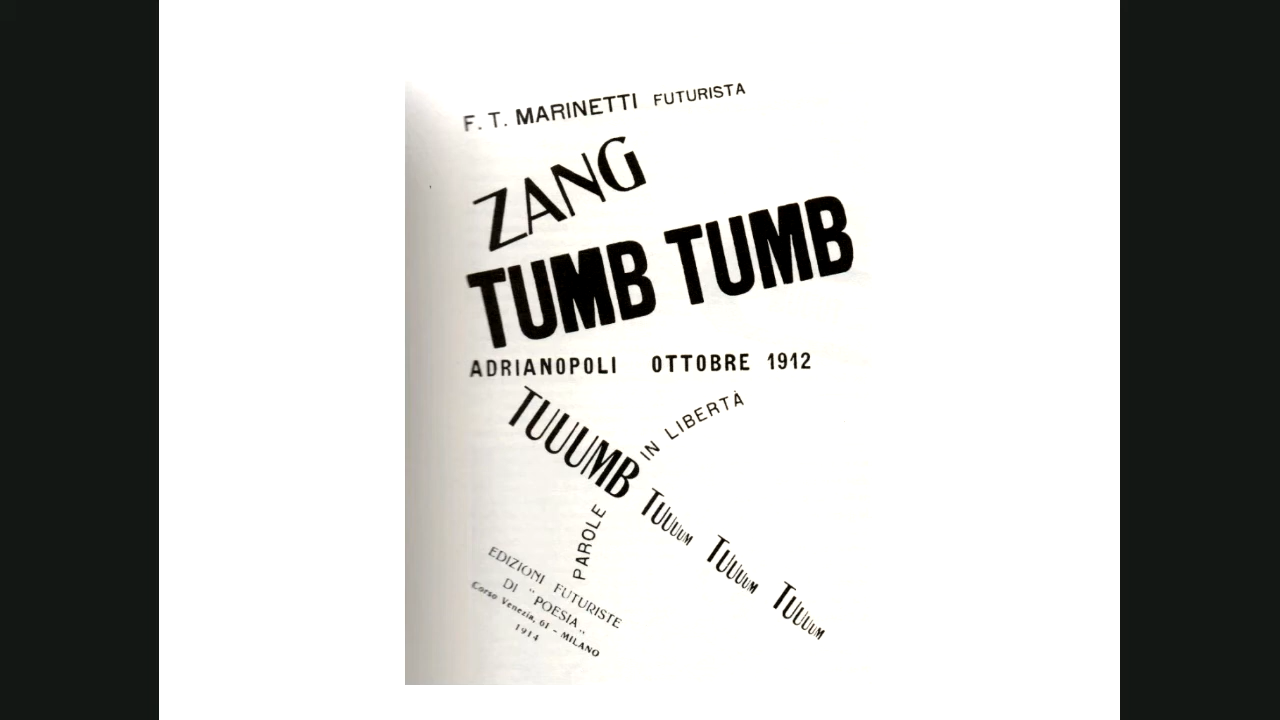 F. T. MARINETTI FUTURISTA
ZANG
TUMB TUMB
ADRIANOPOLI OTTOBRE 1912
TUUUMB
PAROLE IN LIBERTÀ
TUUUUM TUUUUM TUUUUM
EDIZIONI FUTURISTE
DI "POESIA"
Corso Venezia, 61 - MILANO
1914